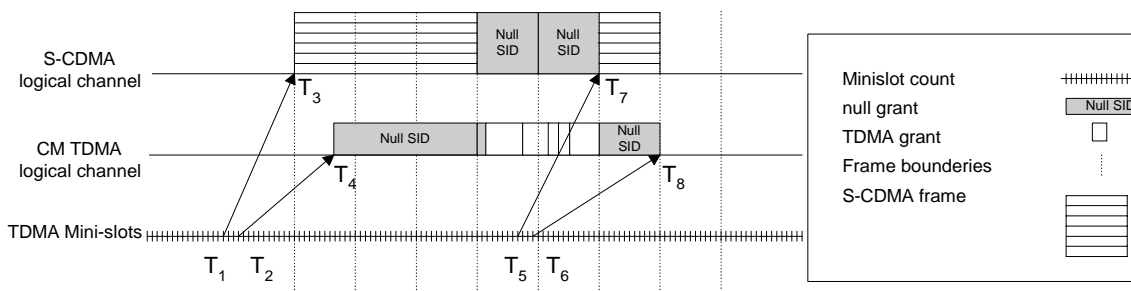 Null
SID
Null
SID
S-CDMA
logical channel
T3
T7
Null SID
Null
SID
CM TDMA
logical channel
T4
T8
TDMA Mini-slots
T1
T2
T5
T6
Minislot count
null grant
Null SID
TDMA grant
Frame bounderies
S-CDMA frame